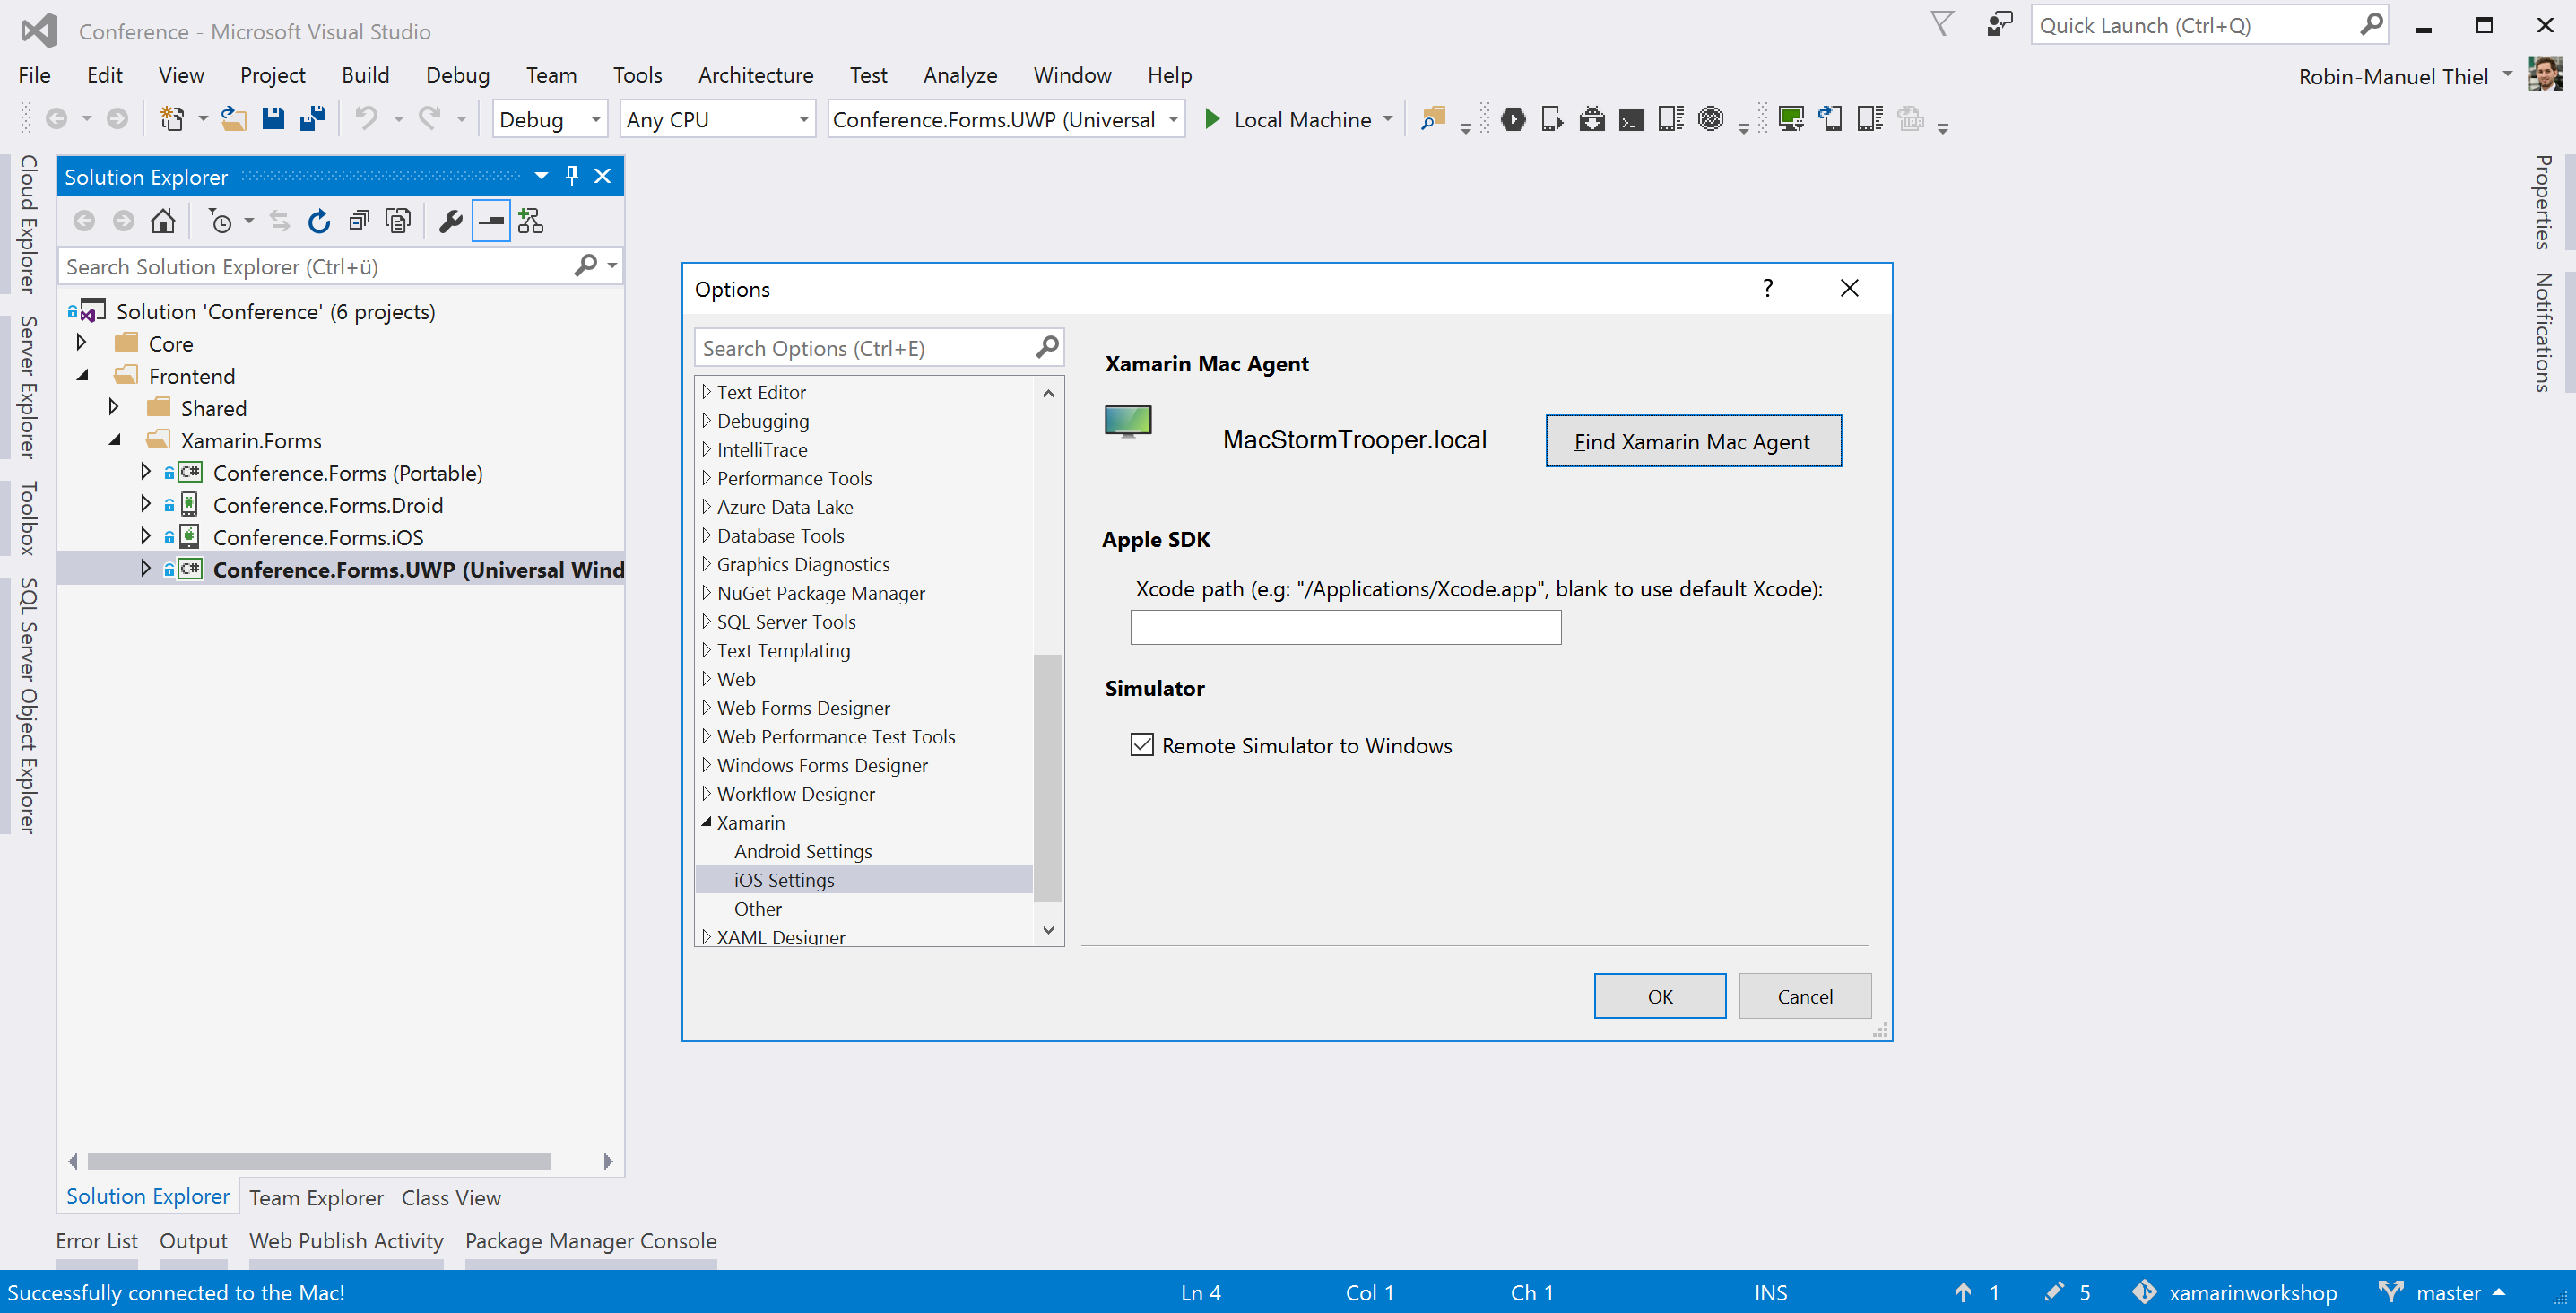 Conference - Microsoft Visual Studio
Quick Launch (Ctrl+Q)
File Edit View Project Build Debug Team Tools Architecture Test Analyze Window Help
Robin-Manuel Thiel
Debug Any CPU Conference.Forms.UWP (Universal Local Machine
Cloud Explorer
Server Explorer
Toolbox
SQL Server Object Explorer
Solution Explorer
Search Solution Explorer (Ctrl+ü)
Solution 'Conference' (6 projects)
Core
Frontend
Shared
Xamarin.Forms
C# Conference.Forms (Portable)
Conference.Forms.Droid
Conference.Forms.iOS
C# Conference.Forms.UWP (Universal Wind
Solution Explorer Team Explorer Class View
Error List Output Web Publish Activity Package Manager Console
Options
?
Search Options (Ctrl+E)
Text Editor
Debugging
IntelliTrace
Performance Tools
Azure Data Lake
Database Tools
Graphics Diagnostics
NuGet Package Manager
SQL Server Tools
Text Templating
Web
Web Forms Designer
Web Performance Test Tools
Windows Forms Designer
Workflow Designer
Xamarin
Android Settings
iOS Settings
Other
XAML Designer
Xamarin Mac Agent
MacStormTrooper.local
Find Xamarin Mac Agent
Apple SDK
Xcode path (e.g: "/Applications/Xcode.app", blank to use default Xcode):
Simulator
Remote Simulator to Windows
OK Cancel
Properties
Notifications
Successfully connected to the Mac! Ln 4 Col 1 Ch 1 INS 1 5 xamarinworkshop master